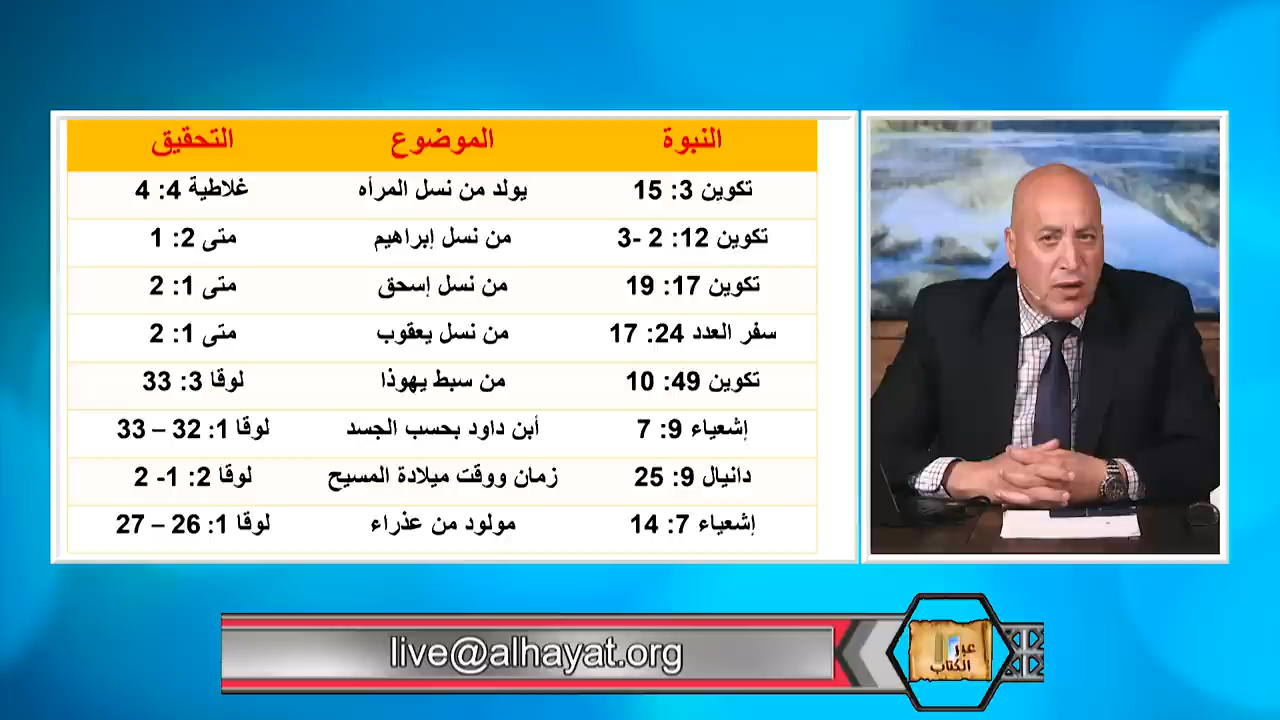 النبوة الموضوع التحقيق
تكوين 3: 15 يولد من نسل المرأه غلاطية 4: 4
تكوين 12: 2 -3 من نسل إبراهيم متى 2: 1
تكوين 17: 19 من نسل إسحق متى 1: 2
سفر العدد 24: 17 من نسل يعقوب متى 1: 2
تكوين 49: 10 من سبط يهوذا لوقا 3: 33
إشعياء 9: 7 أبن داود بحسب الجسد لوقا 1: 32 – 33
دانيال 9: 25 زمان ووقت ميلادة المسيح لوقا 2: 1- 2
إشعياء 7: 14 مولود من عذراء لوقا 1: 26 – 27
live@alhayat.org
عبر
الكتاب